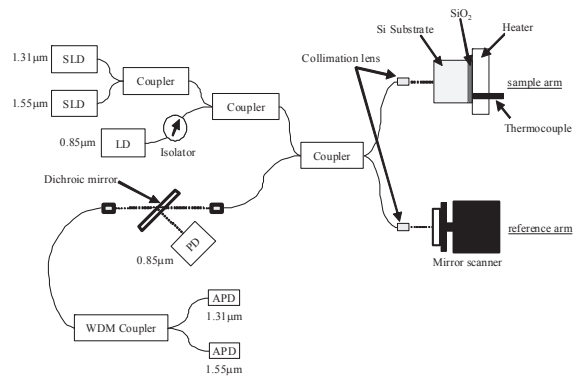 SiO2
Si Substrate
Heater
Collimation lens
1.31μm
SLD
Coupler
sample arm
1.55μm
SLD
Coupler
0.85μm
LD
Isolator
Thermocouple
Coupler
Dichroic mirror
PD
0.85μm
reference arm
Mirror scanner
APD
1.31μm
WDM Coupler
APD
1.55μm